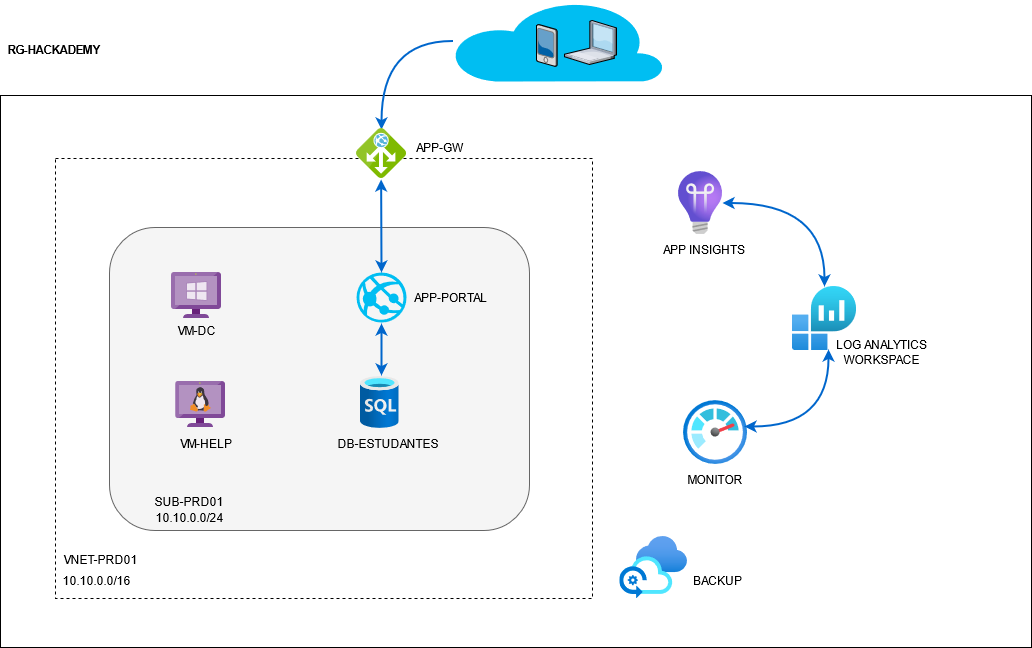 RG-HACKADEMY
APP-GW
APP INSIGHTS
VM-DC
APP-PORTAL
LOG ANALYTICS
WORKSPACE
SQL
VM-HELP
DB-ESTUDANTES
MONITOR
SUB-PRD01
10.10.0.0/24
VNET-PRD01
10.10.0.0/16
BACKUP